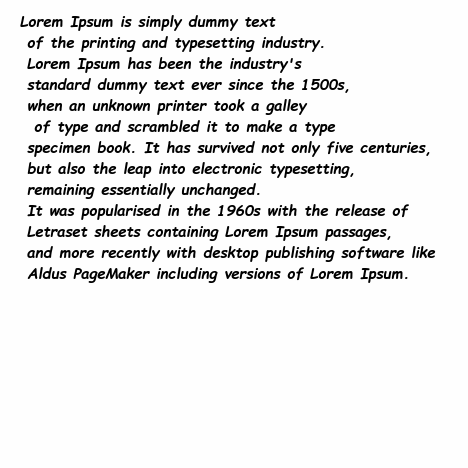 Lorem Ipsum is simply dummy text
of the printing and typesetting industry.
Lorem Ipsum has been the industry's
standard dummy text ever since the 1500s,
when an unknown printer took a galley
of type and scrambled it to make a type
specimen book. It has survived not only five centuries,
but also the leap into electronic typesetting,
remaining essentially unchanged.
It was popularised in the 1960s with the release of
Letraset sheets containing Lorem Ipsum passages,
and more recently with desktop publishing software like
Aldus PageMaker including versions of Lorem Ipsum.